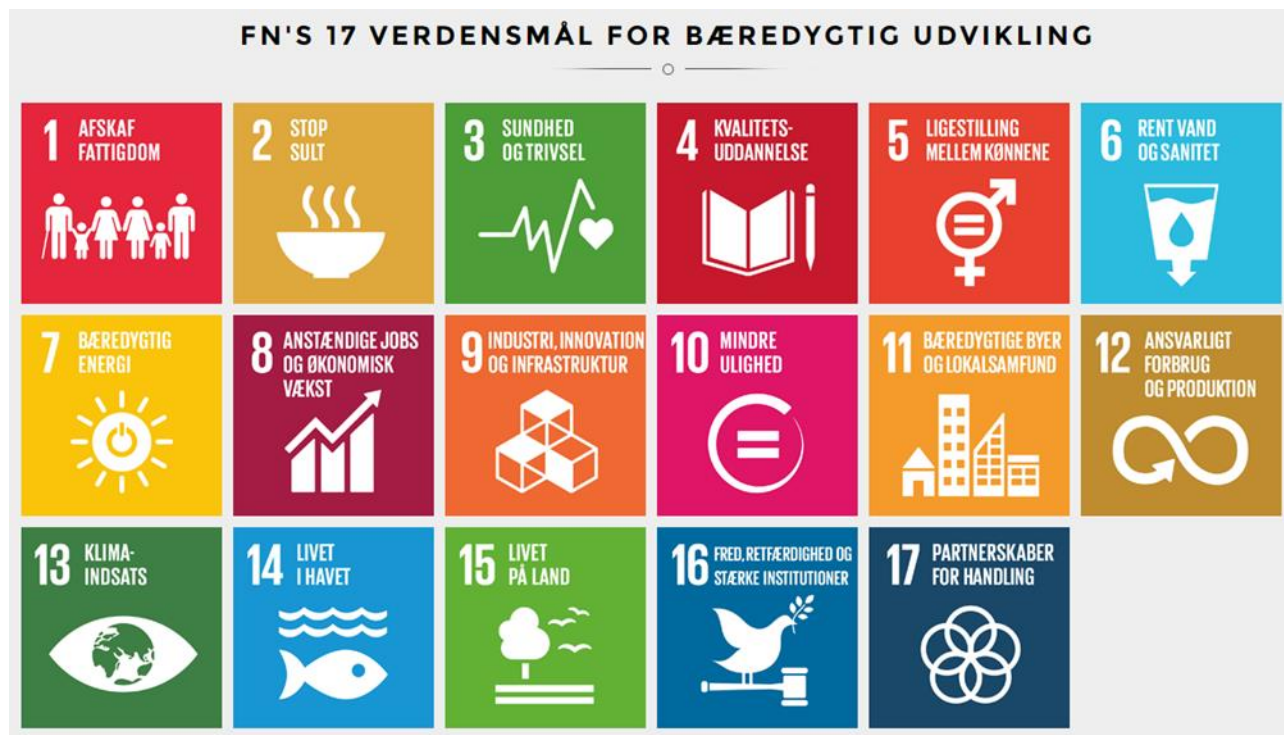 FN'S 17 VERDENSMÅL FOR BÆREDYGTIG UDVIKLING
1 AFSKAF
FATTIGDOM
2 STOP
SULT
3 SUNDHED
OG TRIVSEL
4 KVALITETS-
UDDANNELSE
5 LIGESTILLING
MELLEM KØNNENE
6 RENT VAND
OG SANITET
7 BÆREDYGTIG
ENERGI
8 ANSTÆNDIGE JOBS
OG ØKONOMISK
VÆKST
9 INDUSTRI, INNOVATION
OG INFRASTRUKTUR
10 MINDRE
ULIGHED
11 BÆREDYGTIGE BYER
OG LOKALSAMFUND
12 ANSVARLIGT
FORBRUG
OG PRODUKTION
13 KLIMA-
INDSATS
14 LIVET
I HAVET
15 LIVET
PÅ LAND
16 FRED, RETFÆRDIGHED OG
STÆRKE INSTITUTIONER
17 PARTNERSKABER
FOR HANDLING